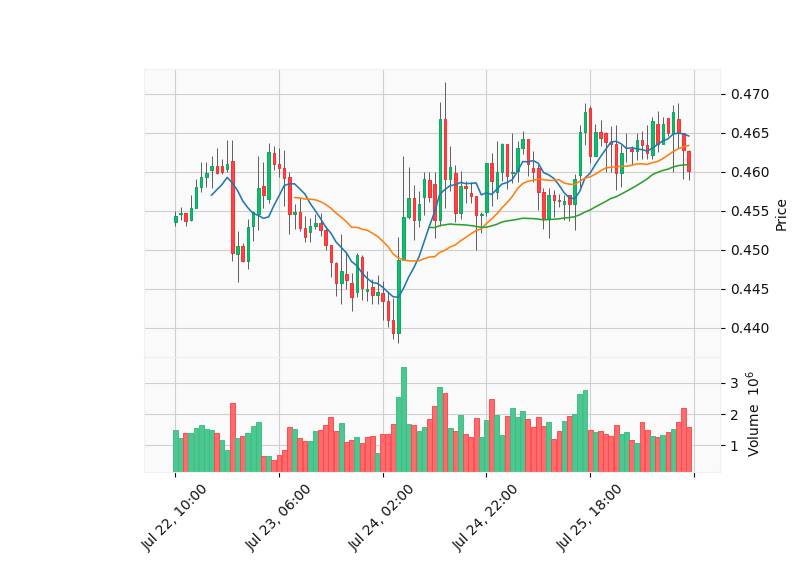 0.470
0.465
0.460
0.455
0.450
0.445
0.440
Price
3
2
1
Volume 10^6
Jul 22, 10:00
Jul 23, 06:00
Jul 24, 02:00
Jul 24, 22:00
Jul 25, 18:00